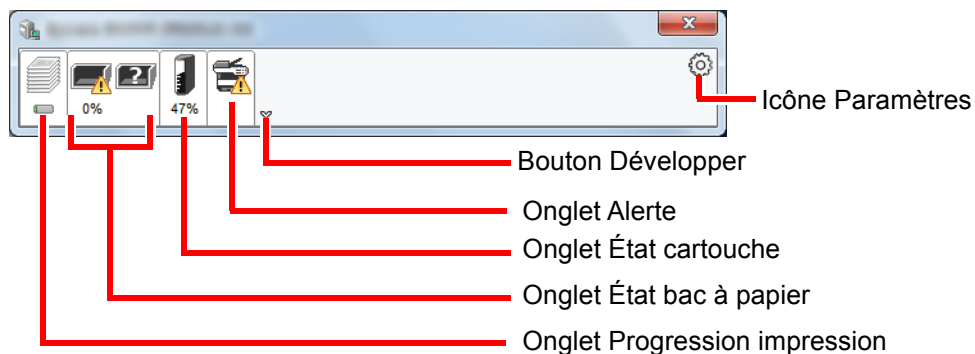 0%
47%
Icône Paramètres
Bouton Développer
Onglet Alerte
Onglet État cartouche
Onglet État bac à papier
Onglet Progression impression